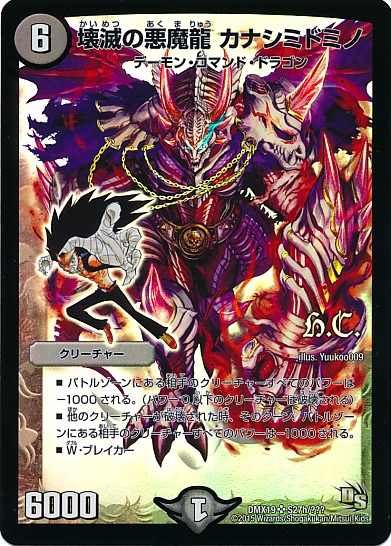 6
かいめつ あくまりゅう
壊滅の悪魔龍 カナシミドミノ
デーモン・コマンド・ドラゴン
H.C.
illus. Yuukoo009
クリーチャー
■ バトルゾーンにある相手のクリーチャーすべてのパワーは
-1000される。(パワー0以下のクリーチャーは破壊される)
■ 他のクリーチャーが破壊された時、そのターン、バトルゾー
ンにある相手のクリーチャーすべてのパワーは-1000される。
■ W・ブレイカー
6000
DMX19 S27h/???
©2015 Wizards/Shogakukan/Mitsui-Kids
DS